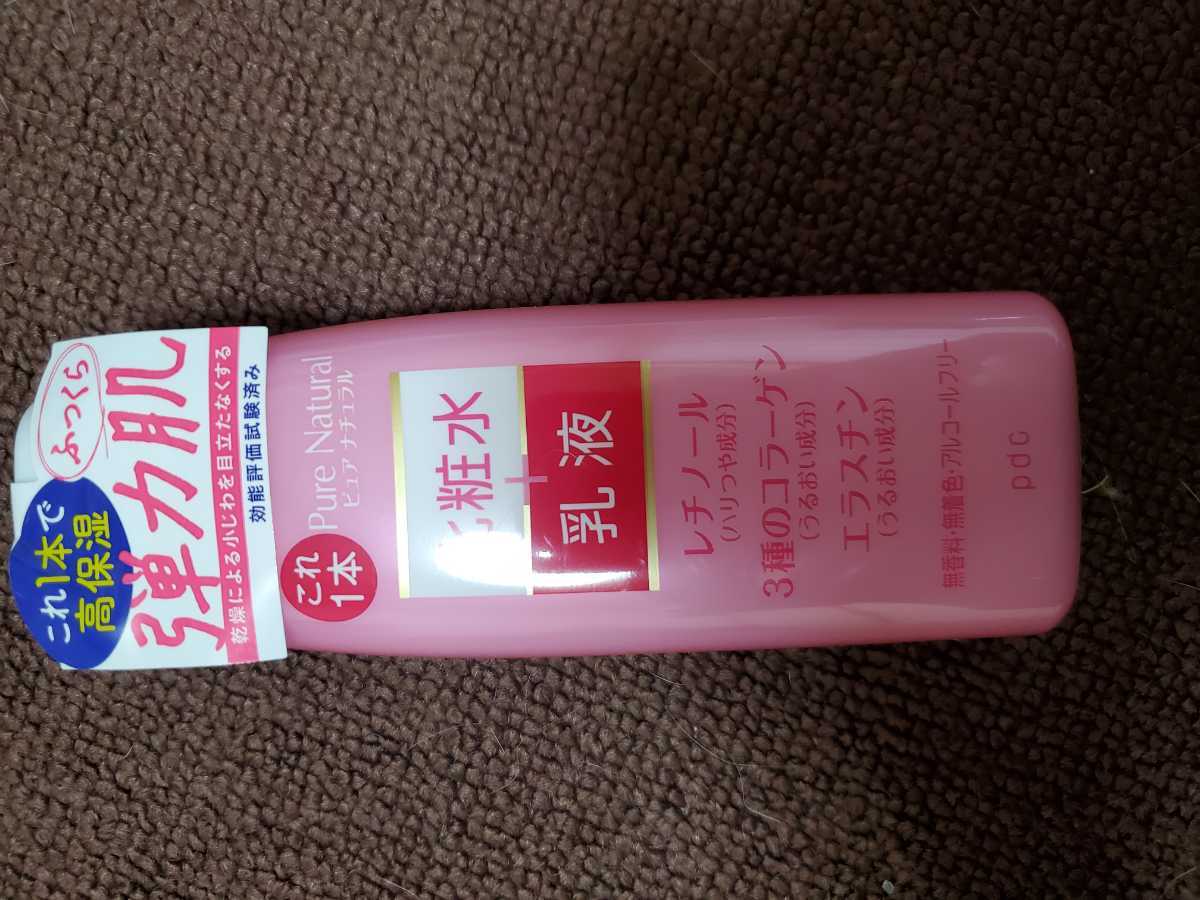 ふっくら
これ1本で
高保湿
弾力肌
乾燥による小じわを目立たなくする
効能評価試験済み
Pure Natural
ピュア ナチュラル
これ
1本
化粧水
+
乳液
レチノール
(ハリつや成分)
3種のコラーゲン
(うるおい成分)
エラスチン
(うるおい成分)
無香料・無着色・アルコールフリー
pdc